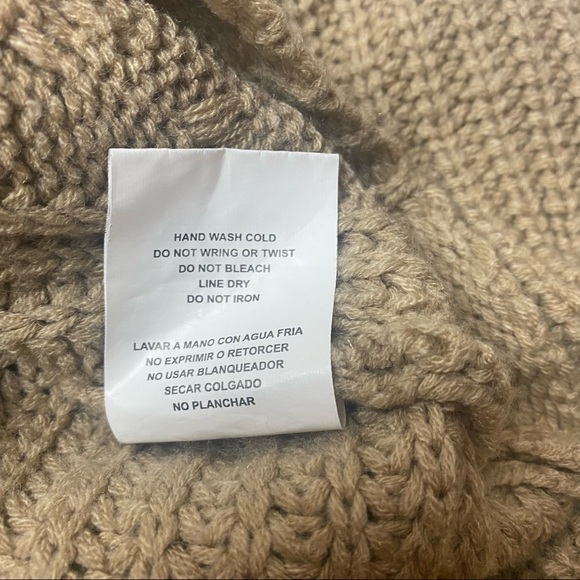 HAND WASH COLD
DO NOT WRING OR TWIST
DO NOT BLEACH
LINE DRY
DO NOT IRON
LAVAR A MANO CON AGUA FRIA
NO EXPRIMIR O RETORCER
NO USAR BLANQUEADOR
SECAR COLGADO
NO PLANCHAR